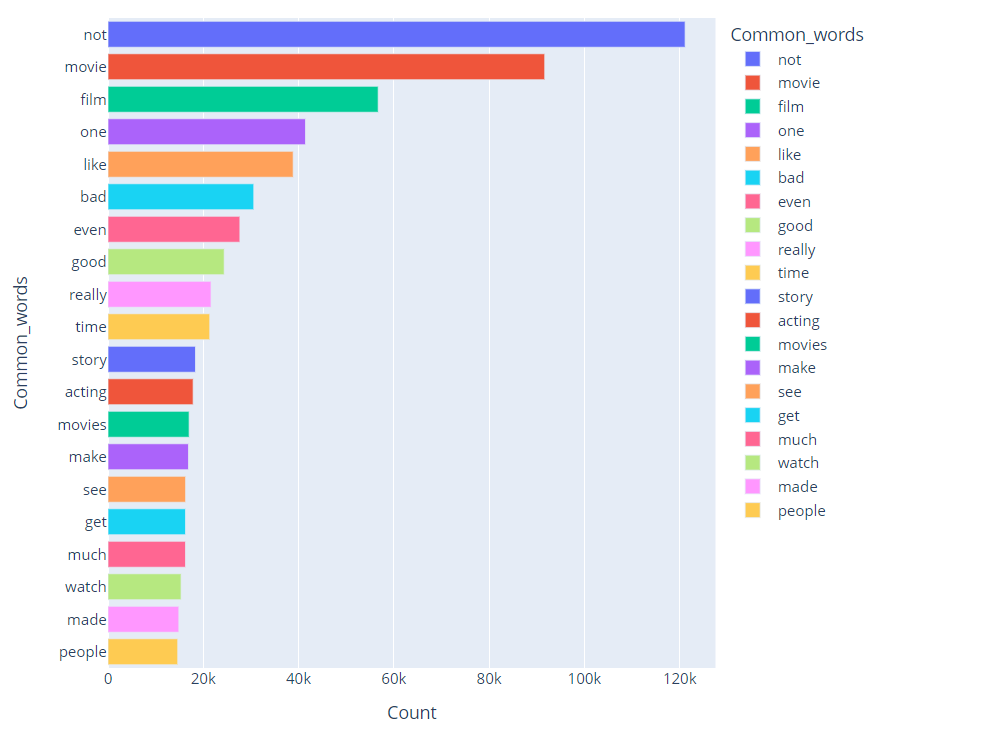 not
movie
film
one
like
bad
even
good
really
time
story
acting
movies
make
see
get
much
watch
made
people
0 20k 40k 60k 80k 100k 120k
Count
Common_words
Common_words
not
movie
film
one
like
bad
even
good
really
time
story
acting
movies
make
see
get
much
watch
made
people